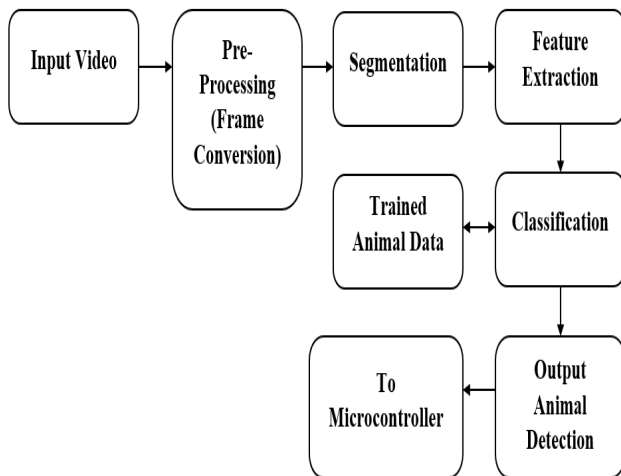 Input Video
Pre-
Processing
(Frame
Conversion)
Segmentation
Feature
Extraction
Trained
Animal Data
Classification
To
Microcontroller
Output
Animal
Detection